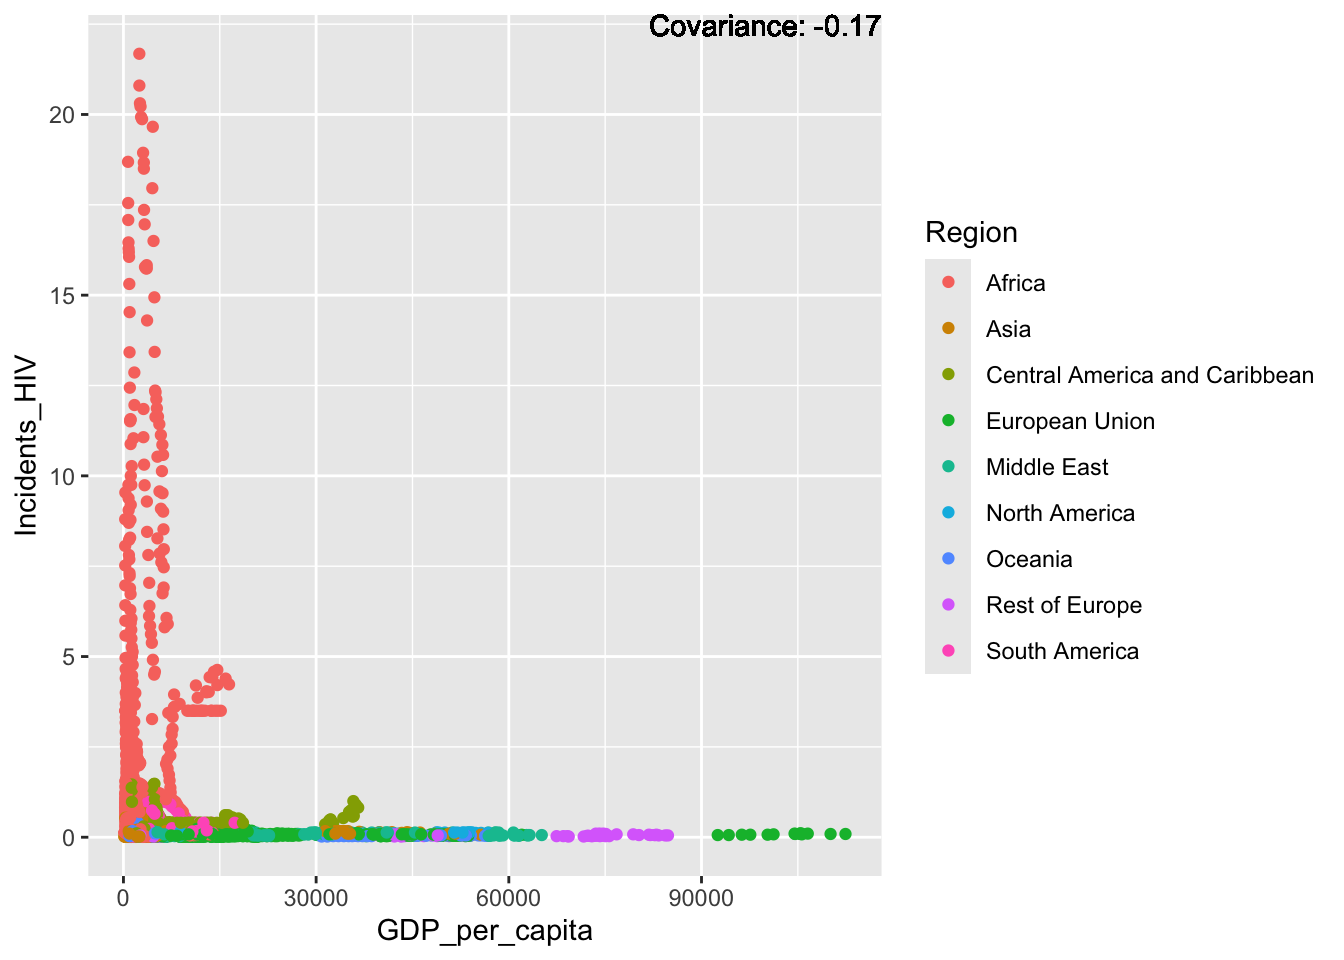 Covariance: -0.17
20
15
10
5
0
Incidents_HIV
0 30000 60000 90000
GDP_per_capita
Region
Africa
Asia
Central America and Caribbean
European Union
Middle East
North America
Oceania
Rest of Europe
South America